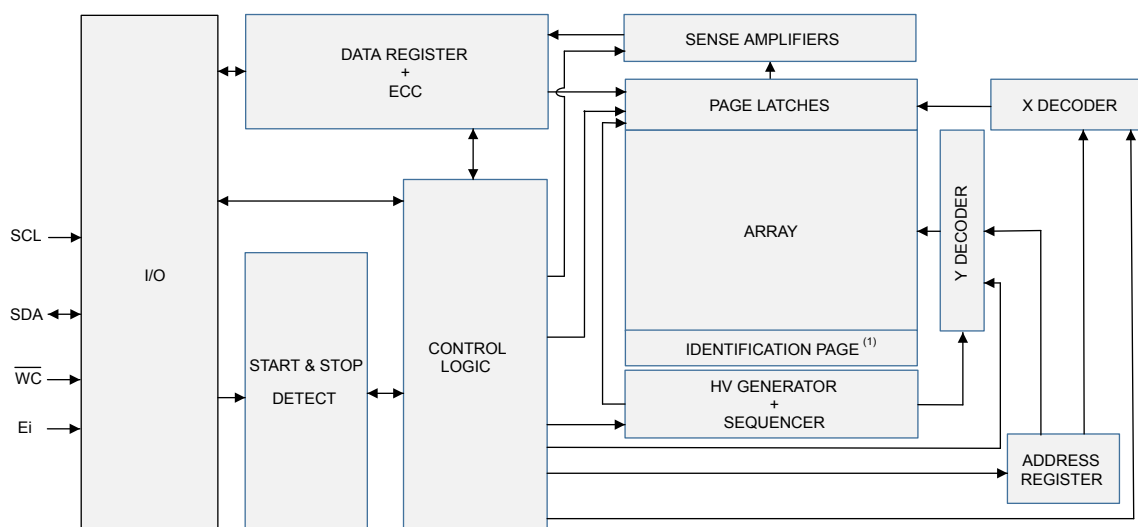 DATA REGISTER
+
ECC
SENSE AMPLIFIERS
PAGE LATCHES
X DECODER
SCL
I/O
ARRAY
Y DECODER
SDA
START & STOP
DETECT
CONTROL
LOGIC
IDENTIFICATION PAGE (1)
WC
Ei
HV GENERATOR
+
SEQUENCER
ADDRESS
REGISTER